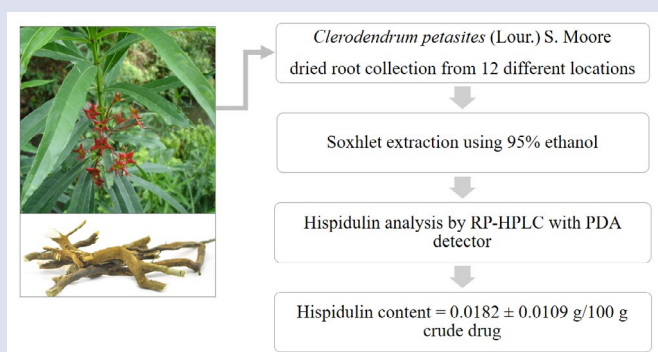 Clerodendrum petasites (Lour.) S. Moore
dried root collection from 12 different locations
Soxhlet extraction using 95% ethanol
Hispidulin analysis by RP-HPLC with PDA
detector
Hispidulin content = 0.0182 ± 0.0109 g/100 g
crude drug